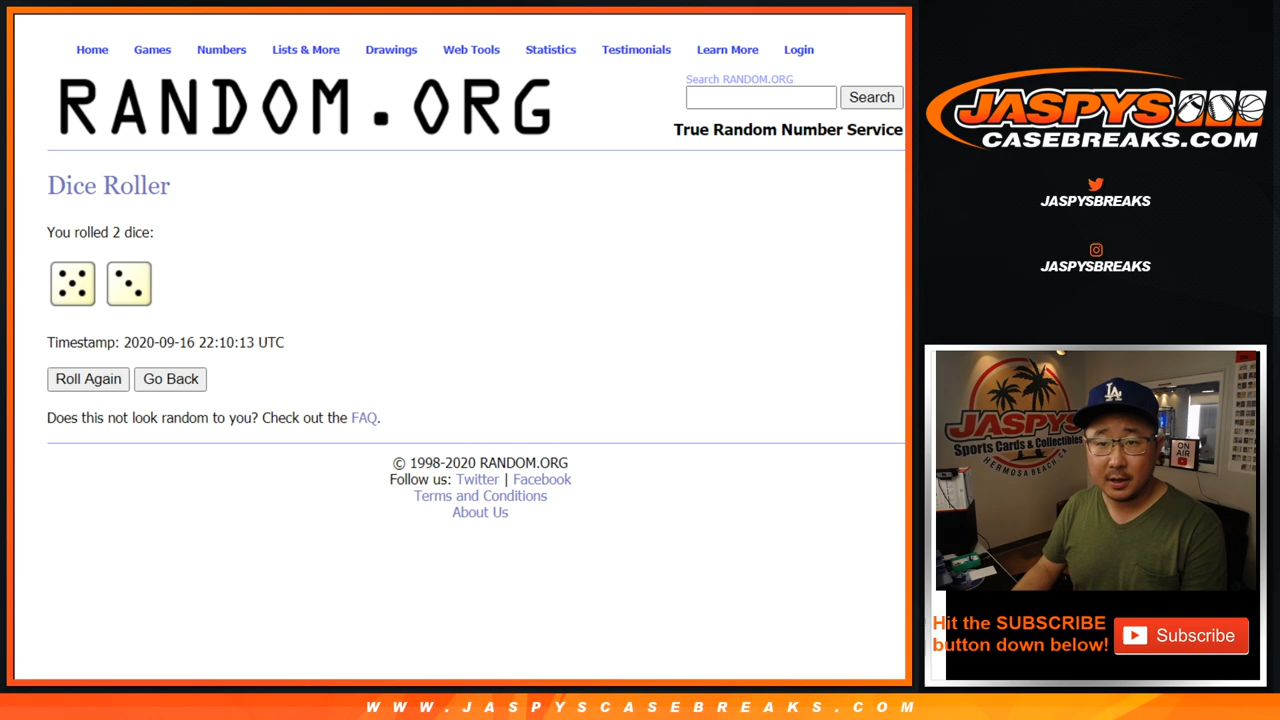 Home Games Numbers Lists & More Drawings Web Tools Statistics Testimonials Learn More Login
RANDOM.ORG
Search RANDOM.ORG
Search
True Random Number Service
Dice Roller
You rolled 2 dice:
Timestamp: 2020-09-16 22:10:13 UTC
Roll Again Go Back
Does this not look random to you? Check out the FAQ.
© 1998-2020 RANDOM.ORG
Follow us: Twitter | Facebook
Terms and Conditions
About Us
JASPYS
CASEBREAKS.COM
JASPYSBREAKS
JASPYSBREAKS
JASPYS
Sports Cards & Collectibles
HERMOSA BEACH, CA
LA
ON
AIR
Hit the SUBSCRIBE
button down below!
Subscribe
WWW.JASPYSCASEBREAKS.COM